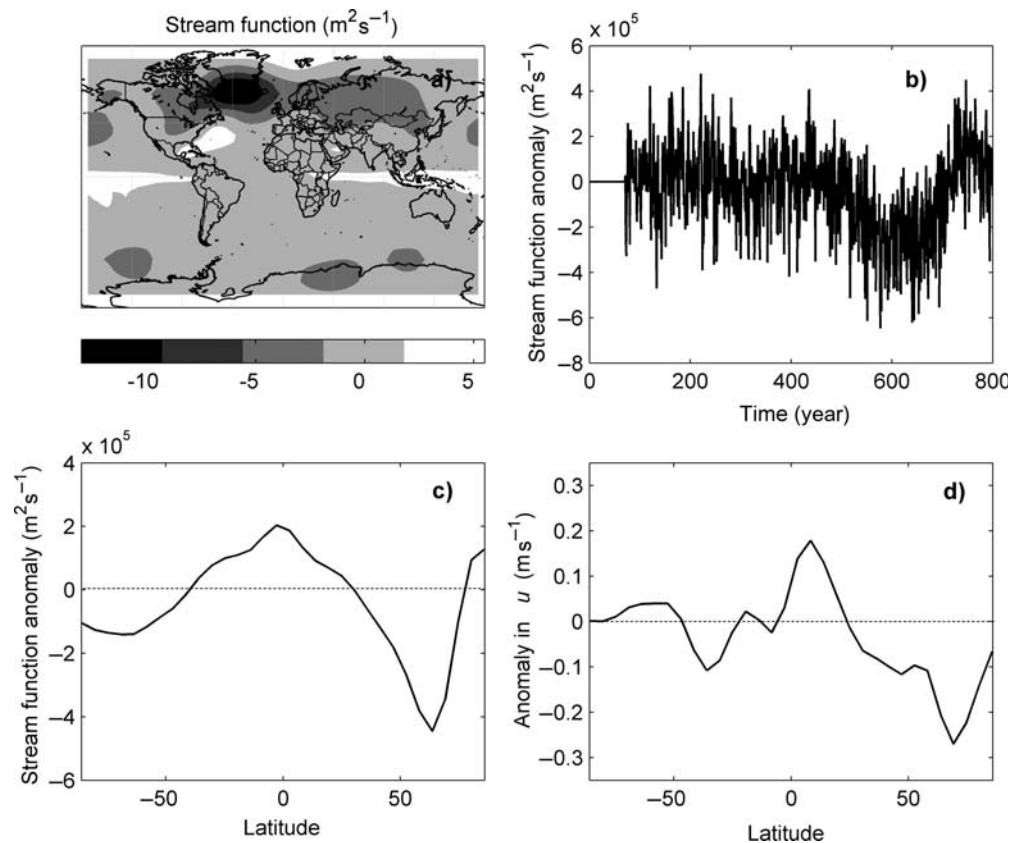 Stream function (m²s⁻¹)
a)
-10 -5 0 5
x 10⁵
6
4
2
0
−2
−4
−6
−8
Stream function anomaly (m²s⁻¹)
b)
0 200 400 600 800
Time (year)
x 10⁵
4
2
0
−2
−4
−6
Stream function anomaly (m²s⁻¹)
c)
−50 0 50
Latitude
0.3
0.2
0.1
0
−0.1
−0.2
−0.3
Anomaly in u (ms⁻¹)
d)
−50 0 50
Latitude